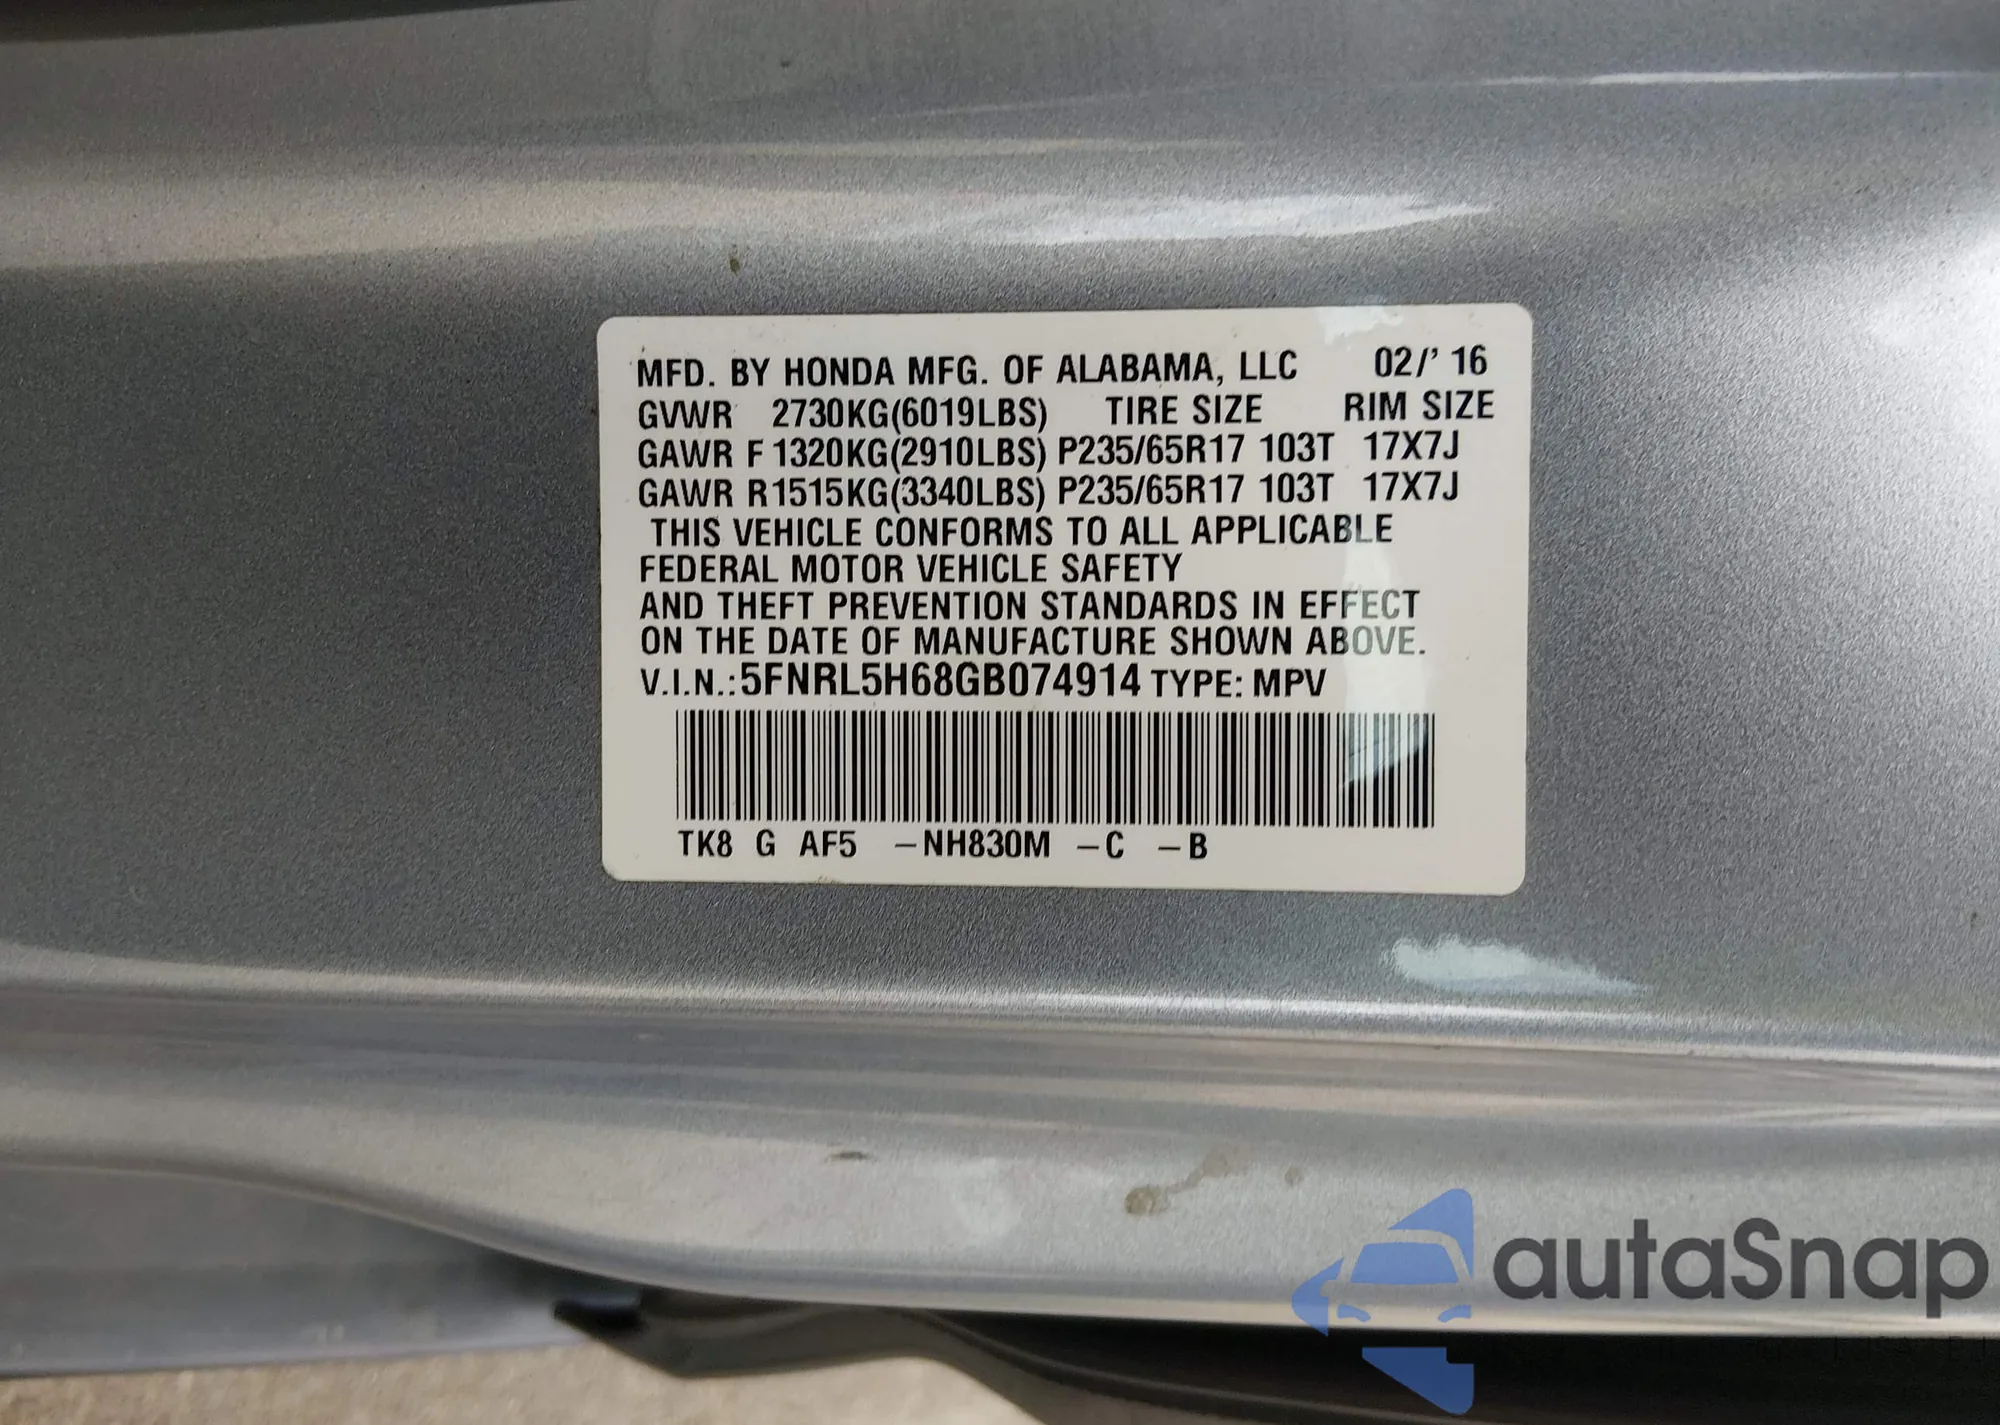 MFD. BY HONDA MFG. OF ALABAMA, LLC 02/' 16
GVWR 2730KG(6019LBS) TIRE SIZE RIM SIZE
GAWR F 1320KG(2910LBS) P235/65R17 103T 17X7J
GAWR R1515KG(3340LBS) P235/65R17 103T 17X7J
THIS VEHICLE CONFORMS TO ALL APPLICABLE
FEDERAL MOTOR VEHICLE SAFETY
AND THEFT PREVENTION STANDARDS IN EFFECT
ON THE DATE OF MANUFACTURE SHOWN ABOVE.
V.I.N.:5FNRL5H68GB074914 TYPE: MPV
TK8 G AF5 -NH830M -C -B
autaSnap